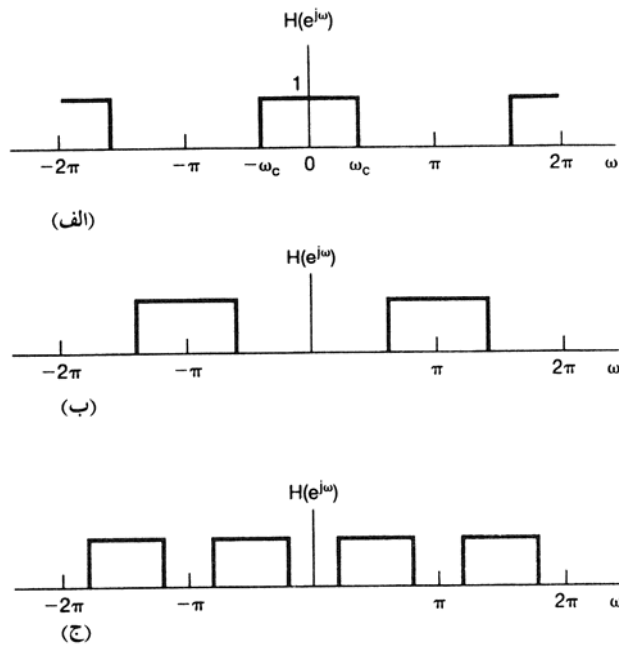 H(e^jω)
1
−2π −π −ω_c 0 ω_c π 2π ω
(الف)
H(e^jω)
−2π −π π 2π ω
(ب)
H(e^jω)
−2π −π π 2π ω
(ج)